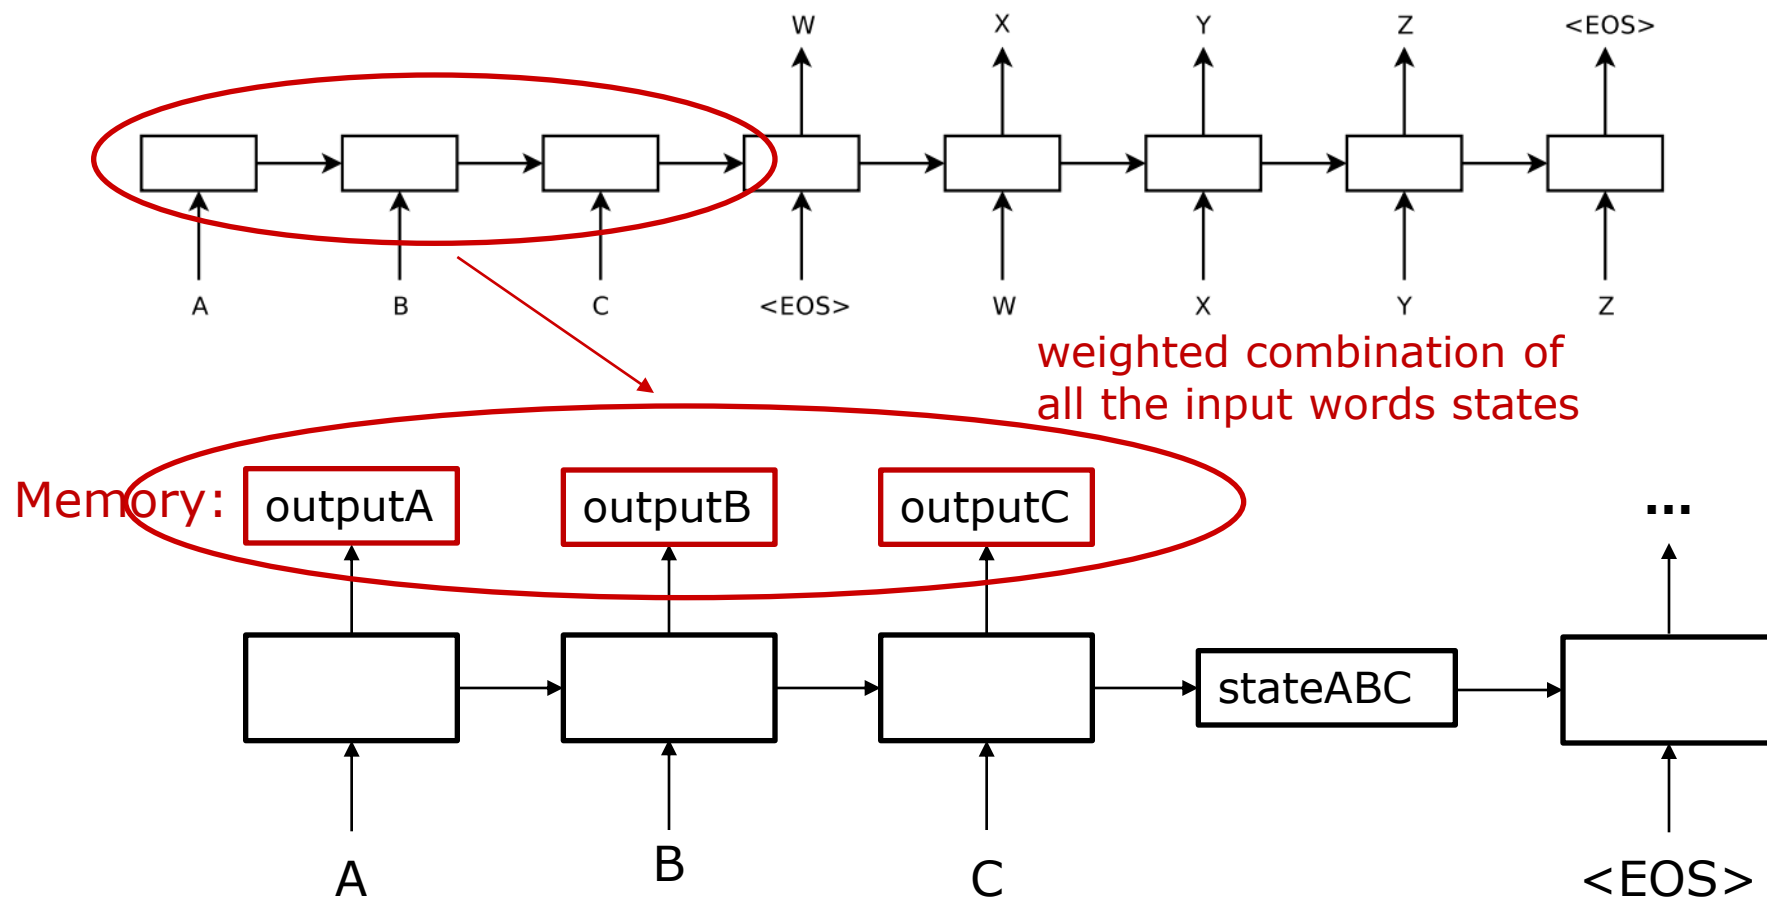 W X Y Z <EOS>
A B C <EOS> W X Y Z
weighted combination of
all the input words states
Memory: outputA outputB outputC ...
stateABC
A B C <EOS>